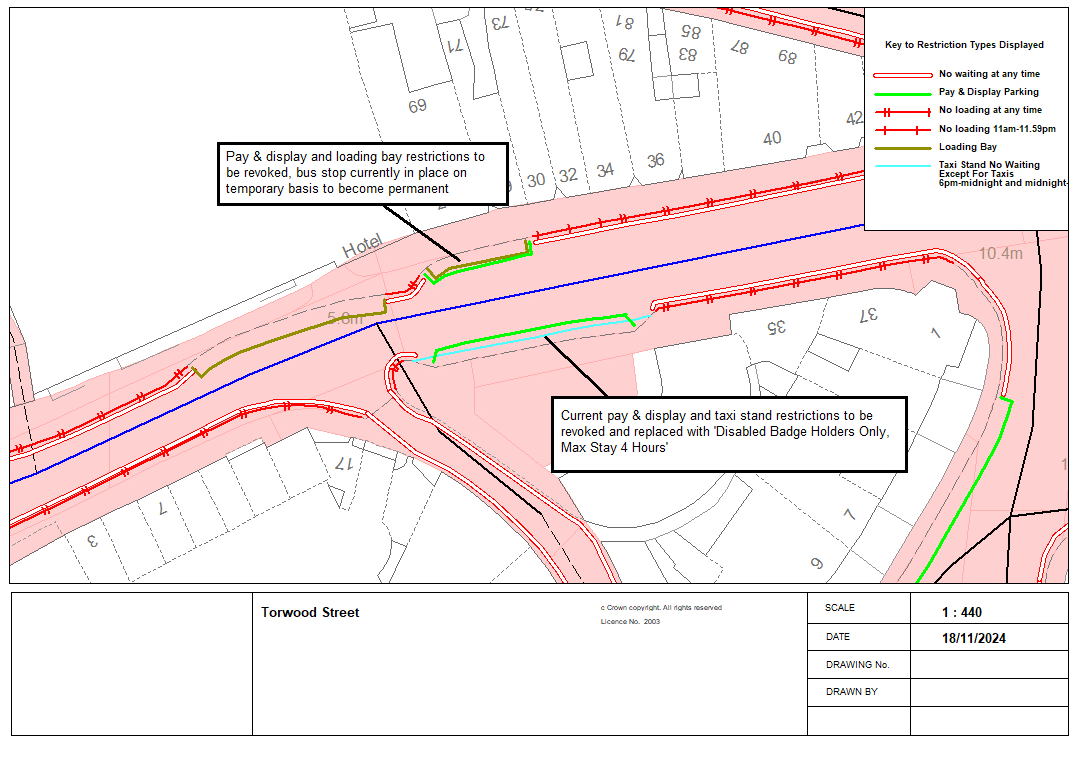 73
81
71
79
85
83
87
89
69
42
40
36
34
32
30
Key to Restriction Types Displayed
No waiting at any time
Pay & Display Parking
No loading at any time
No loading 11am-11.59pm
Loading Bay
Taxi Stand No Waiting
Except For Taxis
6pm-midnight and midnight-
Pay & display and loading bay restrictions to
be revoked, bus stop currently in place on
temporary basis to become permanent
Hotel
10.4m
5.8m
35
37
1
Current pay & display and taxi stand restrictions to be
revoked and replaced with 'Disabled Badge Holders Only,
Max Stay 4 Hours'
17
7
3
7
9
Torwood Street
c Crown copyright. All rights reserved
Licence No. 2003
SCALE
1 : 440
DATE
18/11/2024
DRAWING No.
DRAWN BY